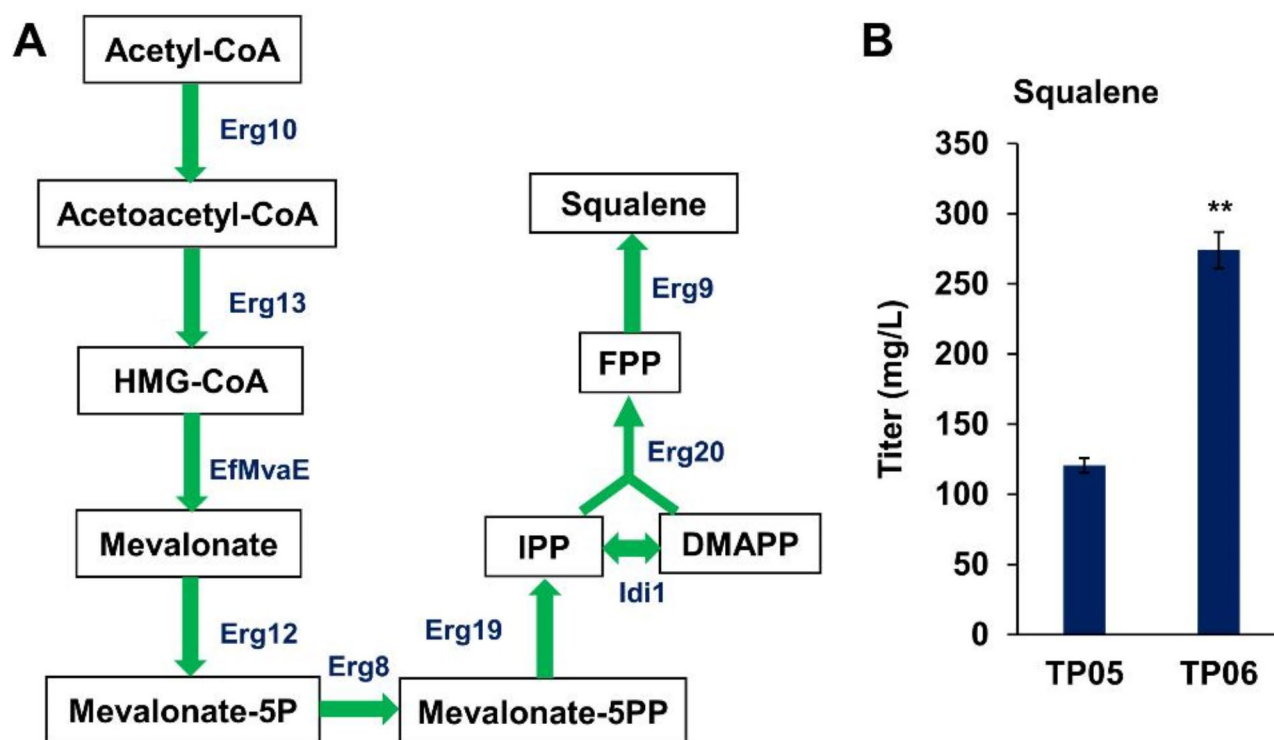 A
Acetyl-CoA
Erg10
Acetoacetyl-CoA
Erg13
HMG-CoA
EfMvaE
Mevalonate
Erg12
Mevalonate-5P
Erg8
Mevalonate-5PP
Erg19
IPP
Idi1
DMAPP
Erg20
FPP
Erg9
Squalene
B
Squalene
Titer (mg/L)
350
300
250
200
150
100
50
0
**
TP05
TP06